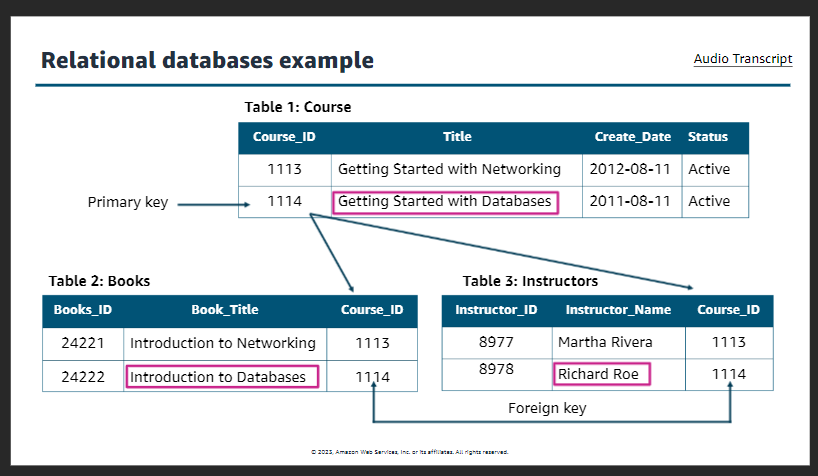 Relational databases example
Audio Transcript
Table 1: Course
Course_ID Title Create_Date Status
1113 Getting Started with Networking 2012-08-11 Active
Primary key 1114 Getting Started with Databases 2011-08-11 Active
Table 2: Books
Books_ID Book_Title Course_ID
24221 Introduction to Networking 1113
24222 Introduction to Databases 1114
Table 3: Instructors
Instructor_ID Instructor_Name Course_ID
8977 Martha Rivera 1113
8978 Richard Roe 1114
Foreign key
© 2025, Amazon Web Services, Inc. or its affiliates. All rights reserved.